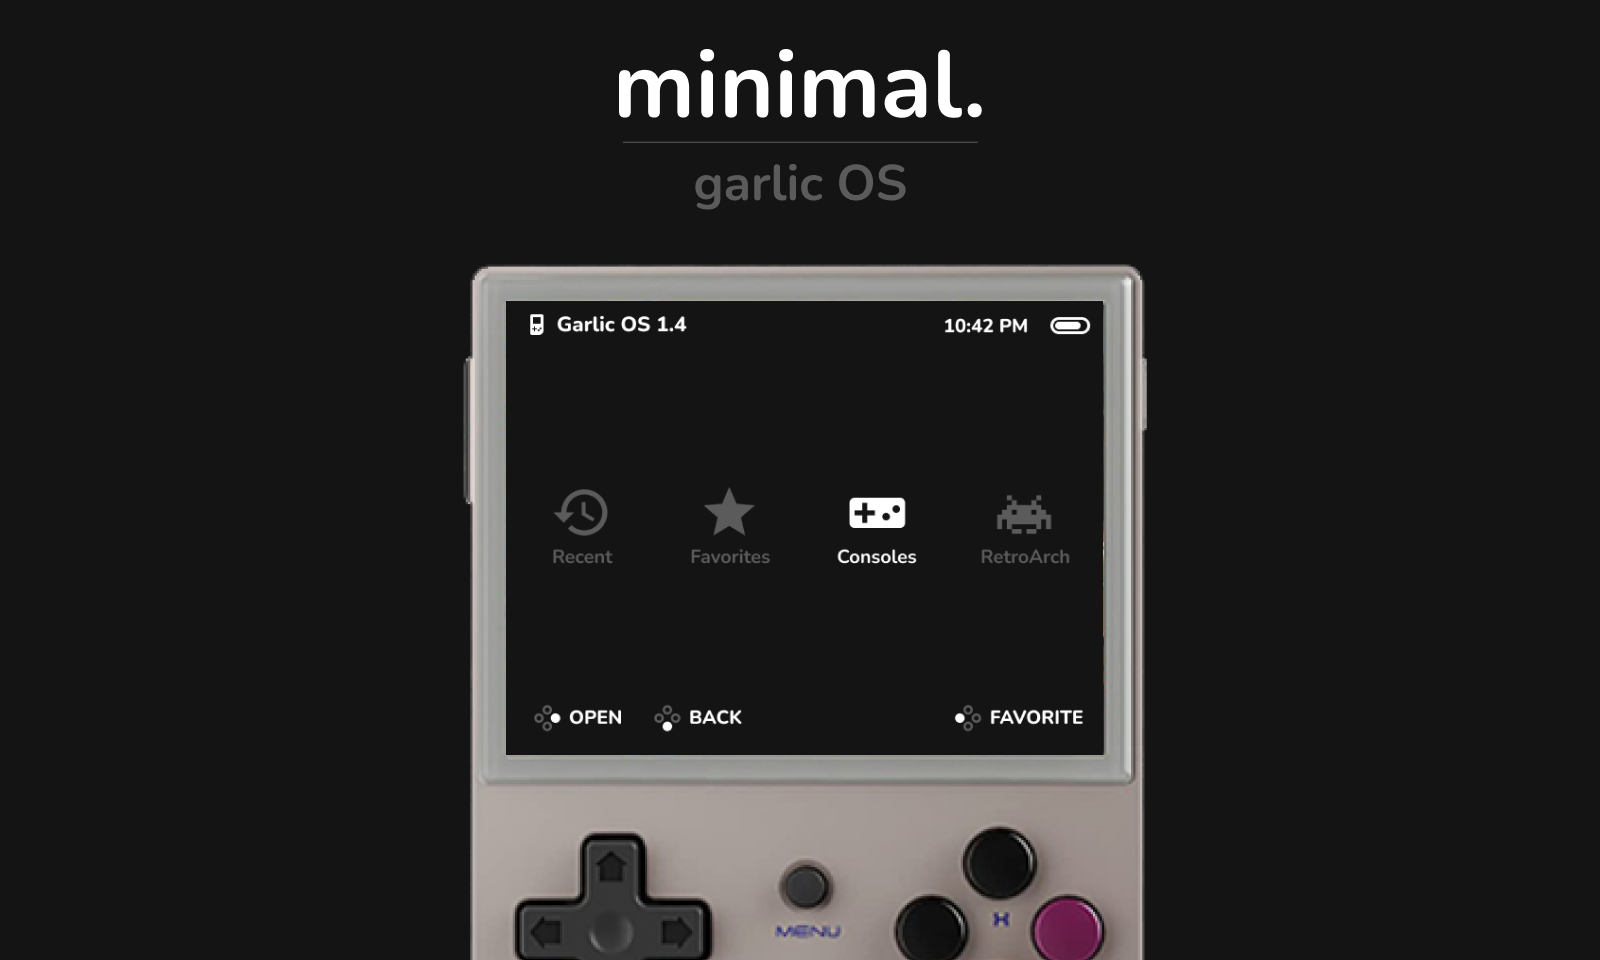 minimal.
garlic OS
Garlic OS 1.4
10:42 PM
Recent
Favorites
Consoles
RetroArch
OPEN
BACK
FAVORITE
MENU
X